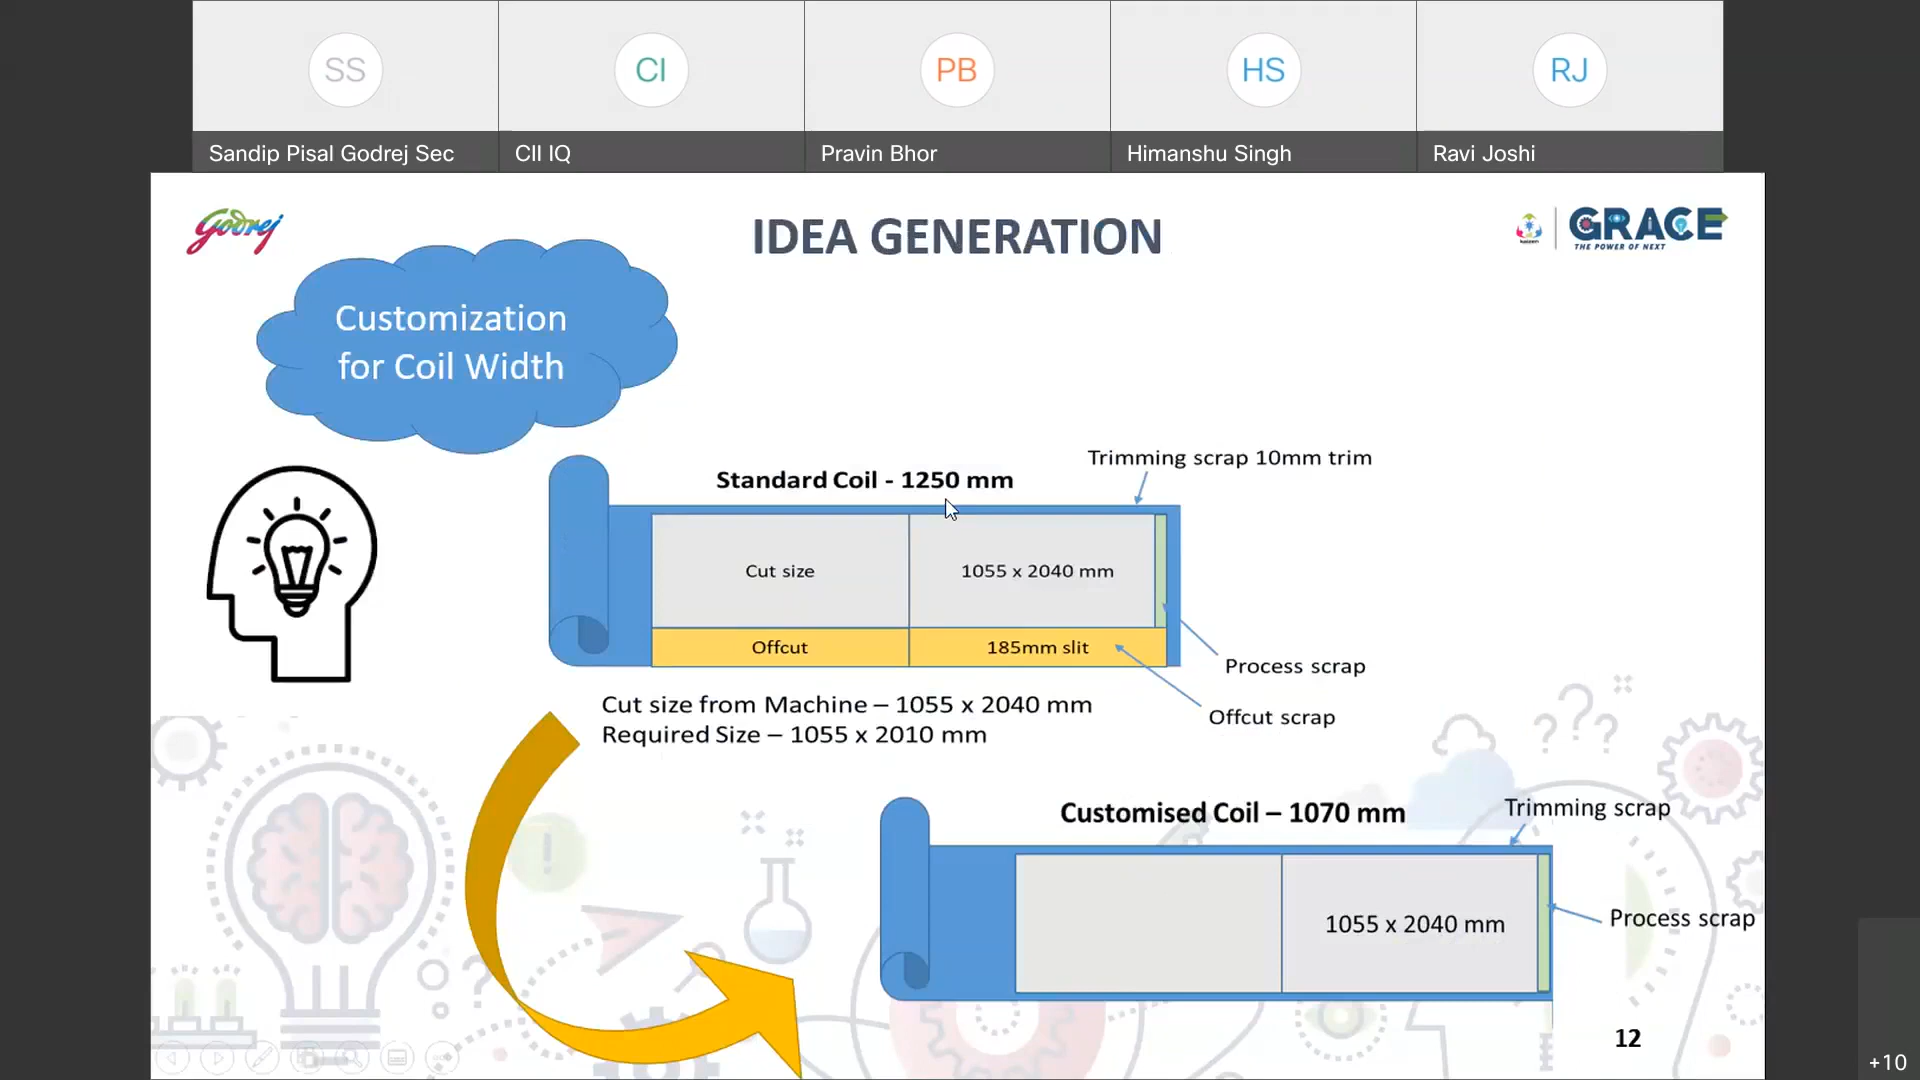 SS
CI
PB
HS
RJ
Sandip Pisal Godrej Sec
CII IQ
Pravin Bhor
Himanshu Singh
Ravi Joshi
Godrej
IDEA GENERATION
kaizen
GRACE
THE POWER OF NEXT
Customization
for Coil Width
Trimming scrap 10mm trim
Standard Coil - 1250 mm
Cut size
1055 x 2040 mm
Offcut
185mm slit
Process scrap
Offcut scrap
Cut size from Machine – 1055 x 2040 mm
Required Size – 1055 x 2010 mm
Customised Coil – 1070 mm
Trimming scrap
1055 x 2040 mm
Process scrap
12
+10